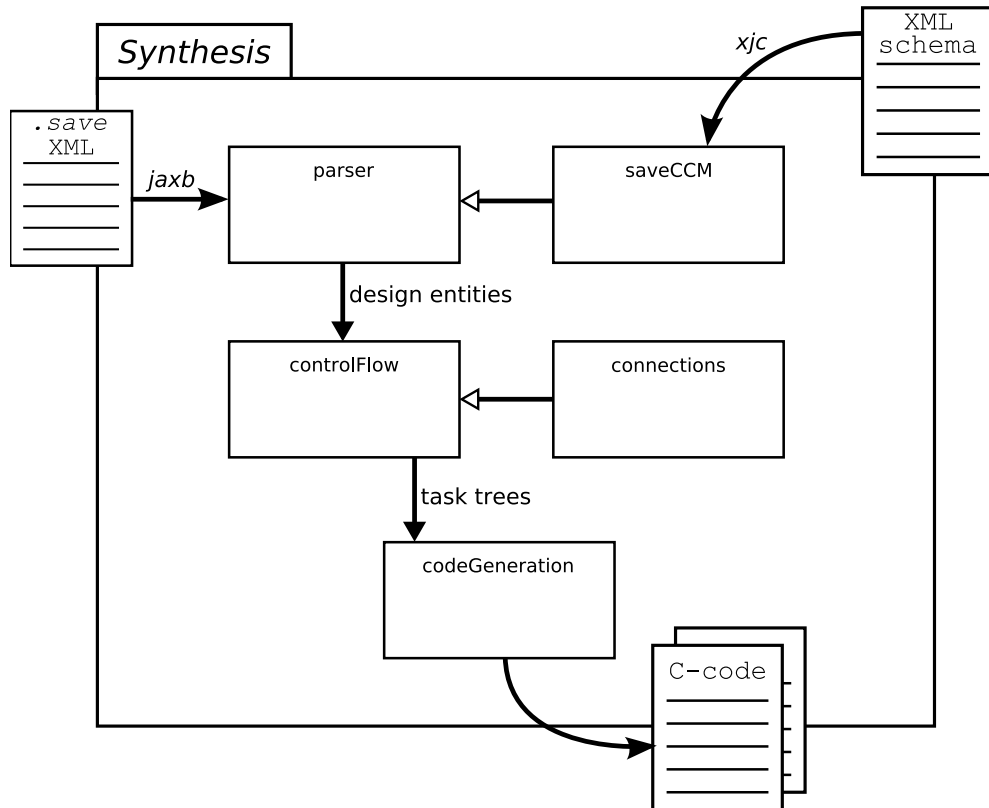 XML
schema
xjc
Synthesis
.save
XML
jaxb
parser
saveCCM
design entities
controlFlow
connections
task trees
codeGeneration
C-code